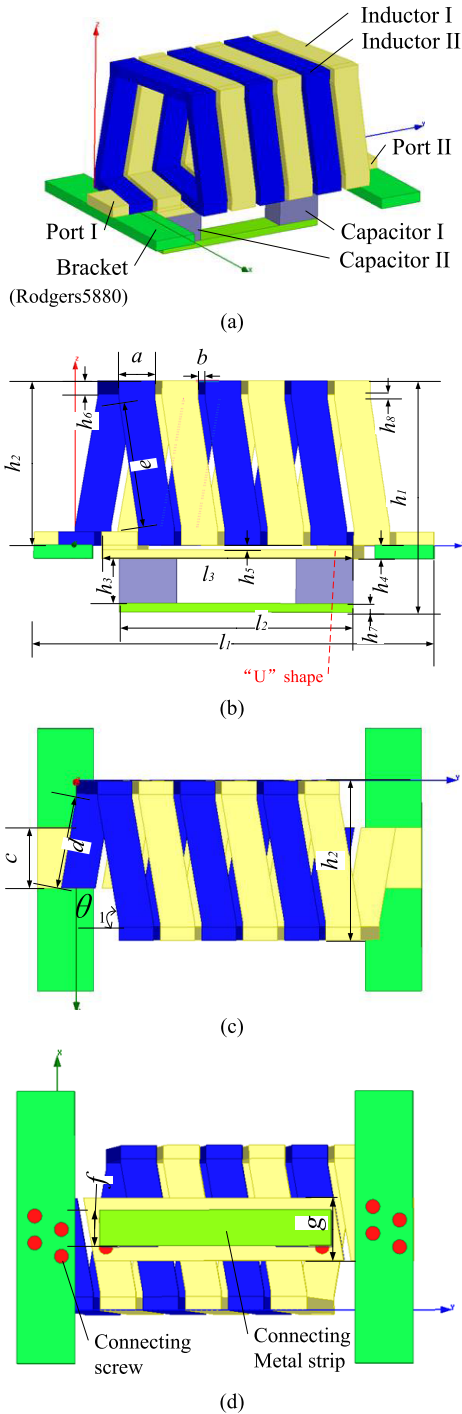 z
Inductor I
Inductor II
y
Port II
Port I
Capacitor I
Bracket
Capacitor II
x
(Rodgers5880)
(a)
z
a
b
h6
h8
h2
e
h1
h3
l3
h5
h4
l2
h7
l1
“U” shape
(b)
y
c
d
h2
θ
1
(c)
x
f
g
y
Connecting
screw
Connecting
Metal strip
(d)